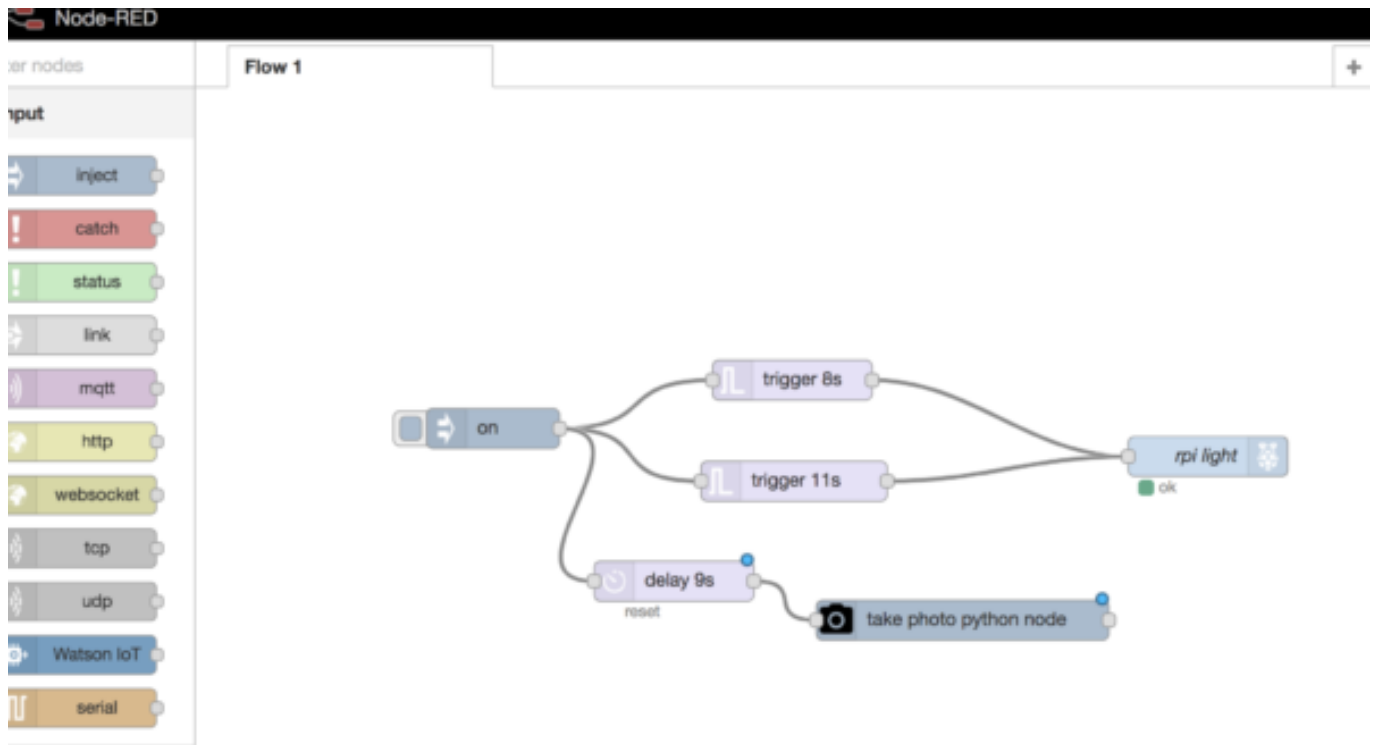 Node-RED
ter nodes
Flow 1
+
nput
inject
catch
status
link
mqtt
http
websocket
tcp
udp
Watson IoT
serial
on
trigger 8s
trigger 11s
rpi light
ok
delay 9s
reset
take photo python node